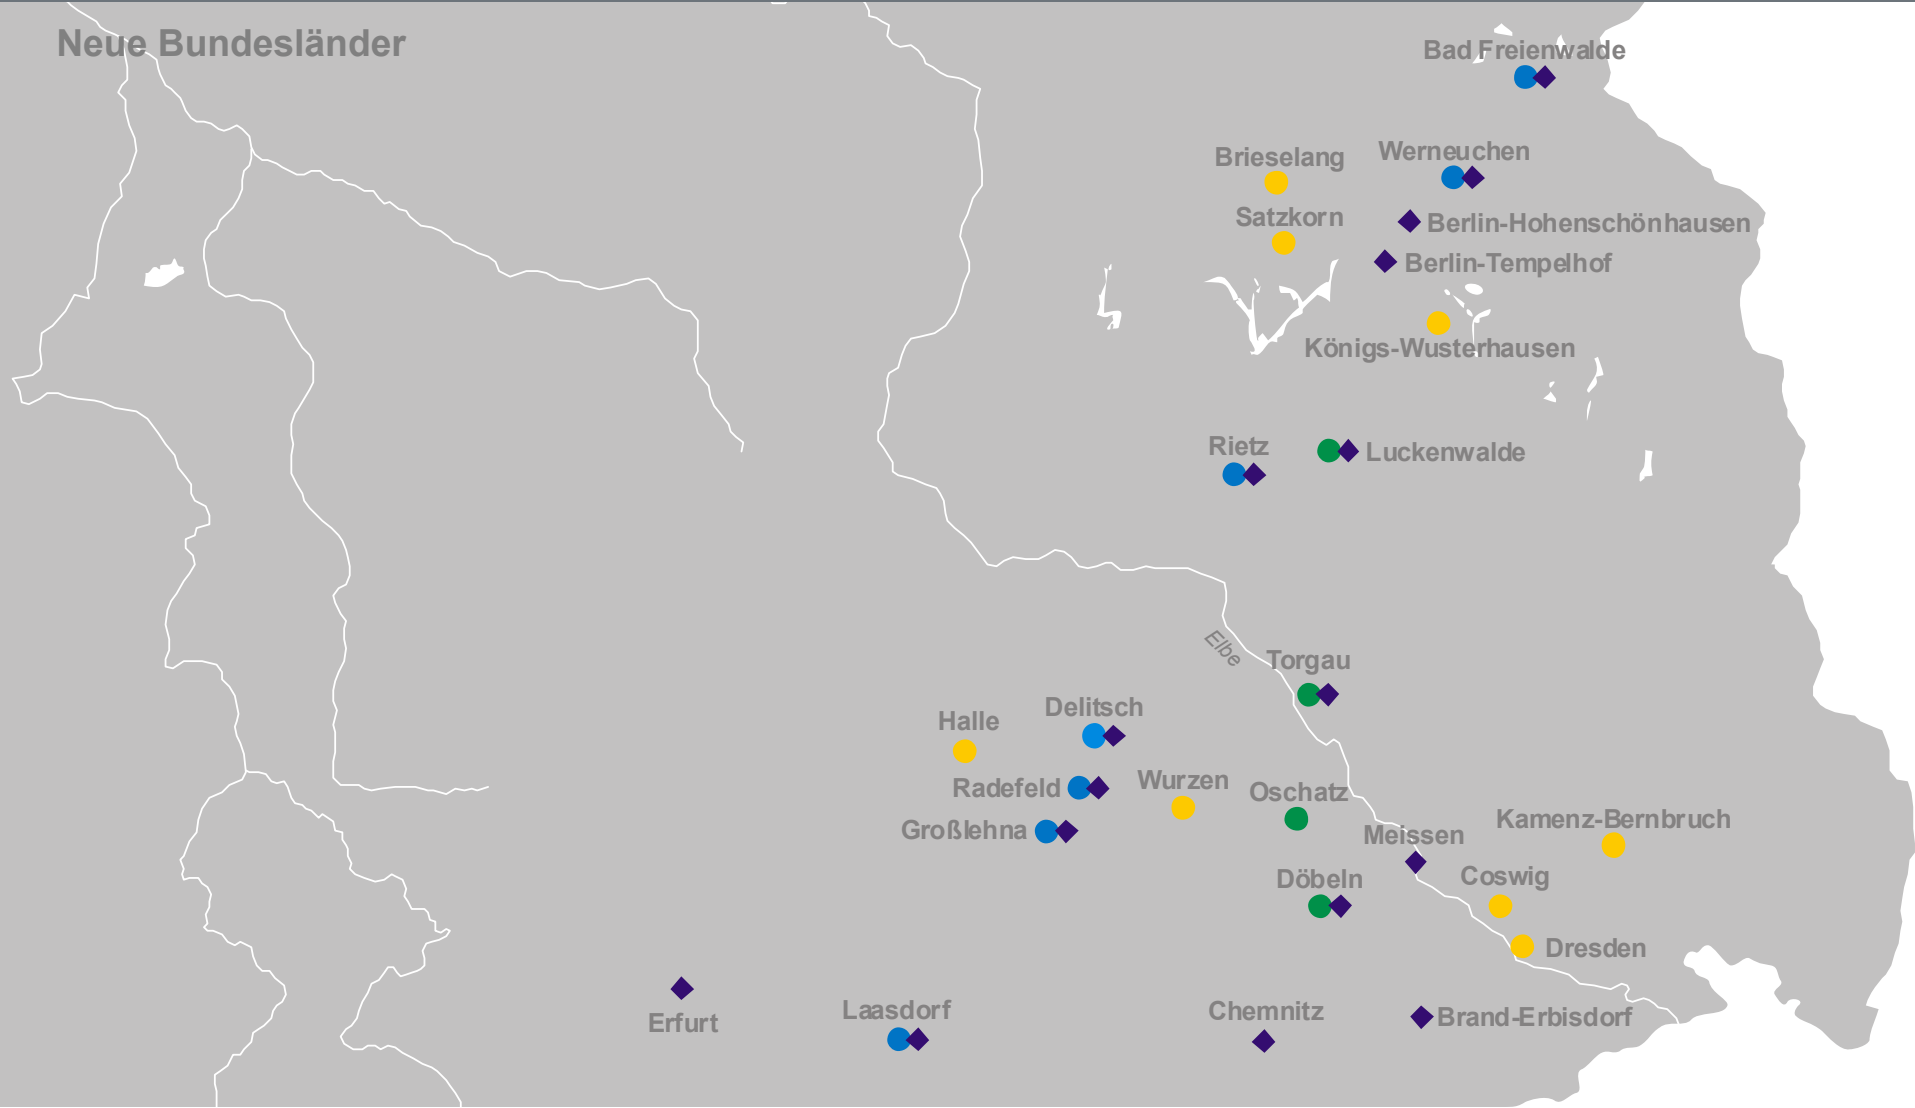 Neue Bundesländer
Bad Freienwalde
Werneuchen
Brieselang
Satzkorn
Berlin-Hohenschönhausen
Berlin-Tempelhof
Königs-Wusterhausen
Rietz
Luckenwalde
Elbe
Torgau
Delitsch
Halle
Wurzen
Radefeld
Oschatz
Kamenz-Bernbruch
Großlehna
Meissen
Coswig
Döbeln
Dresden
Laasdorf
Chemnitz
Brand-Erbisdorf
Erfurt